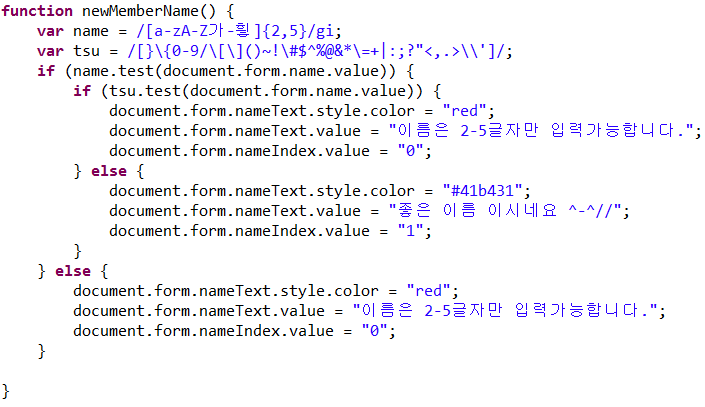 function newMemberName() {
    var name = /[a-zA-Z가-힇]{2,5}/gi;
    var tsu = /[}\{0-9/\[\]()~!\#$^%@&*\=+|:;?"<,.>\\']/;
    if (name.test(document.form.name.value)) {
        if (tsu.test(document.form.name.value)) {
            document.form.nameText.style.color = "red";
            document.form.nameText.value = "이름은 2-5글자만 입력가능합니다.";
            document.form.nameIndex.value = "0";
        } else {
            document.form.nameText.style.color = "#41b431";
            document.form.nameText.value = "좋은 이름 이시네요 ^-^//";
            document.form.nameIndex.value = "1";
        }
    } else {
        document.form.nameText.style.color = "red";
        document.form.nameText.value = "이름은 2-5글자만 입력가능합니다.";
        document.form.nameIndex.value = "0";
    }
}